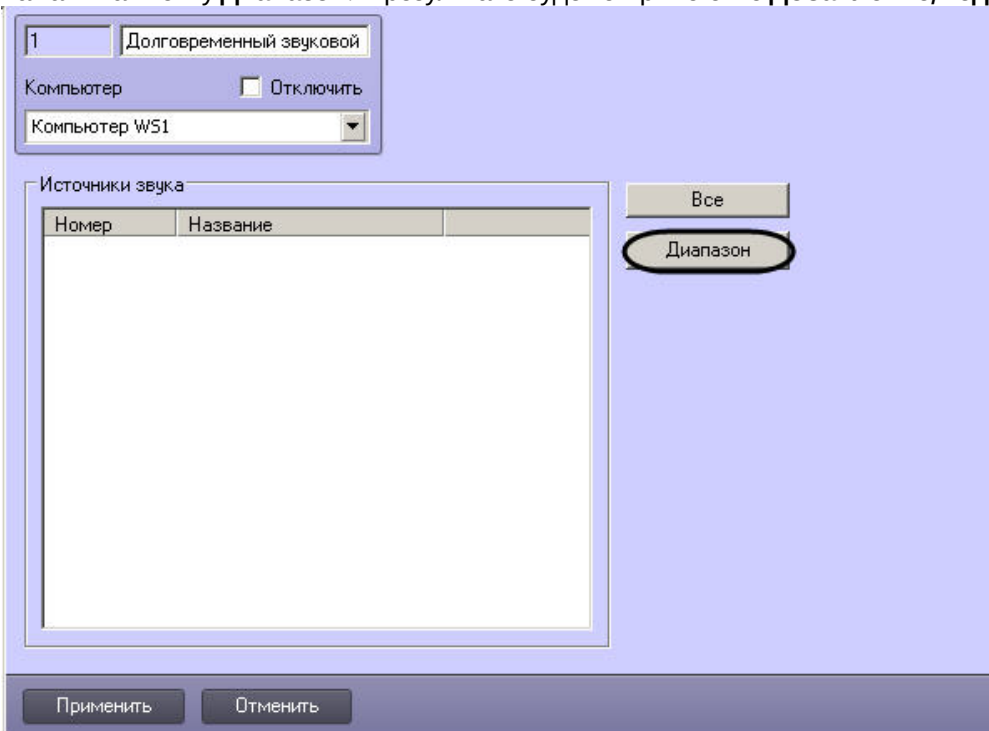 1
Долговременный звуковой
Компьютер
Отключить
Компьютер WS1
Источники звука
Номер
Название
Все
Диапазон
Применить
Отменить